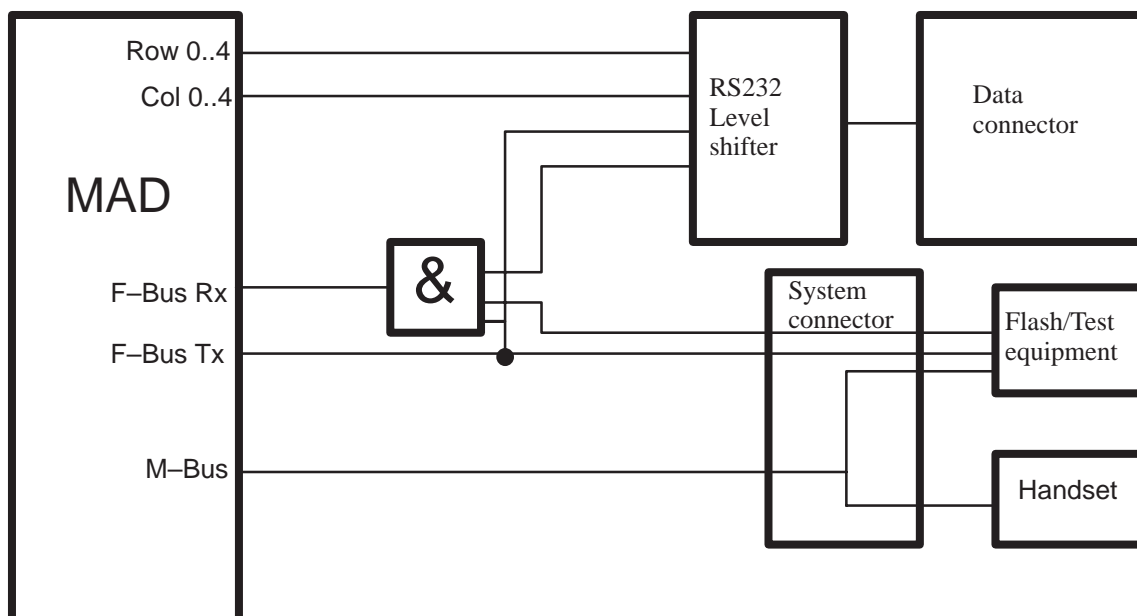 Row 0..4
Col 0..4
MAD
F–Bus Rx
F–Bus Tx
M–Bus
&
RS232
Level
shifter
Data
connector
System
connector
Flash/Test
equipment
Handset